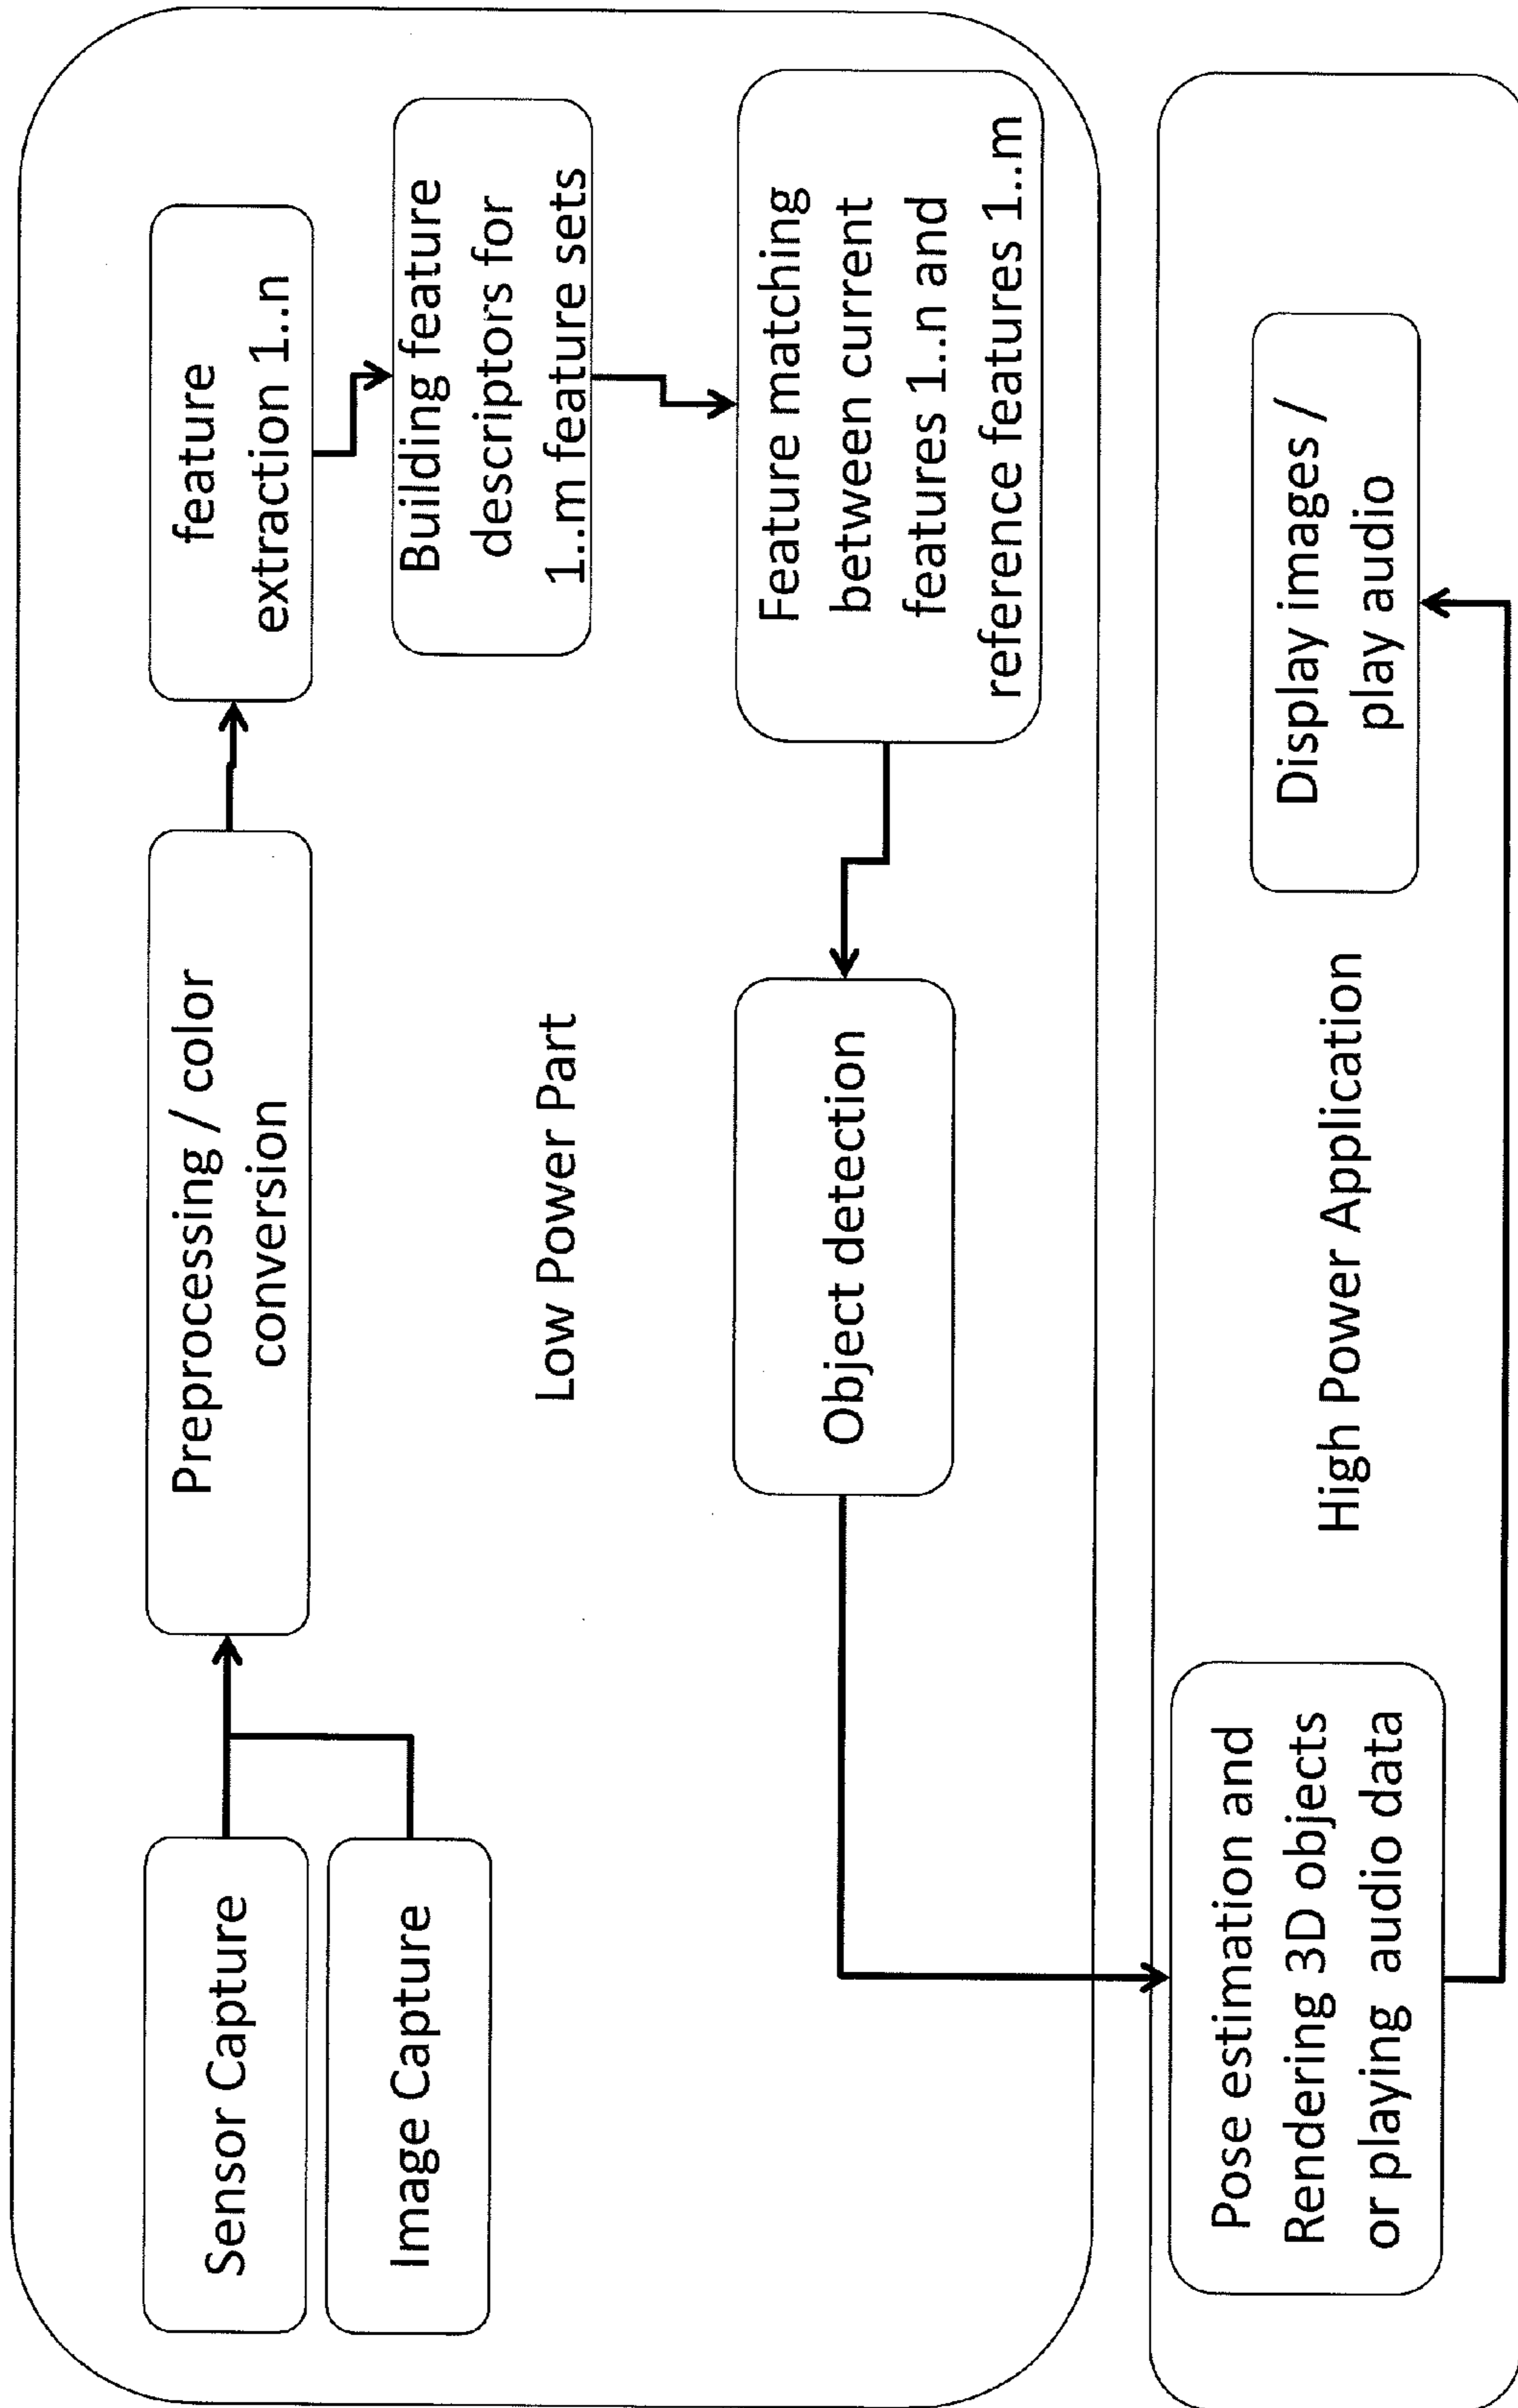 Sensor Capture
Image Capture
Preprocessing / color
conversion
feature
extraction 1..n
Building feature
descriptors for
1..m feature sets
Low Power Part
Feature matching
between current
features 1..n and
reference features 1..m
Object detection
Pose estimation and
Rendering 3D objects
or playing audio data
High Power Application
Display images /
play audio